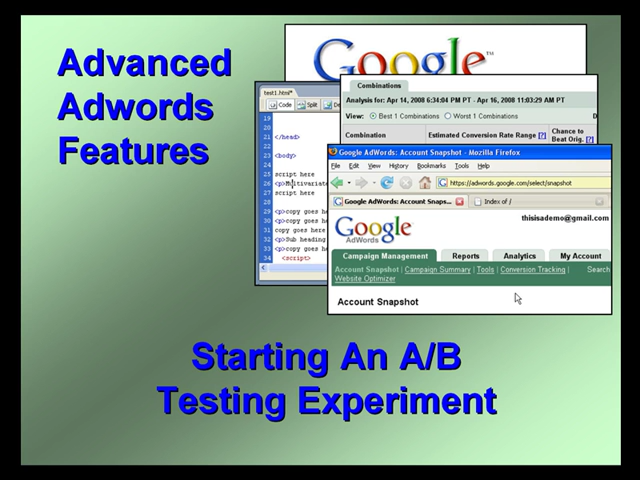 Advanced
Adwords
Features
Google™
test1.html*
Code
Split
Combinations
Analysis for: Apr 14, 2008 6:34:04 PM PT - Apr 16, 2008 11:03:29 AM PT
View: Best 1 Combinations Worst 1 Combinations D
Combination Estimated Conversion Rate Range [?] Chance to
Beat Orig. [?]
19
20
21 </head>
22
23 <body>
24
25 script here
26 <p>Multivariate
27 script here
28
29 <p>copy goes h
30 <p>copy goes h
31 copy goes here
32 <p>Sub heading
33 <p>copy goes h
34 <script>
Google AdWords: Account Snapshot - Mozilla Firefox
File Edit View History Bookmarks Tools Help
https://adwords.google.com/select/snapshot
Google AdWords: Account Snaps...
Index of /
thisisademo@gmail.com
Google
AdWords
Campaign Management Reports Analytics My Account
Account Snapshot | Campaign Summary | Tools | Conversion Tracking | Search
Website Optimizer
Account Snapshot
Starting An A/B
Testing Experiment